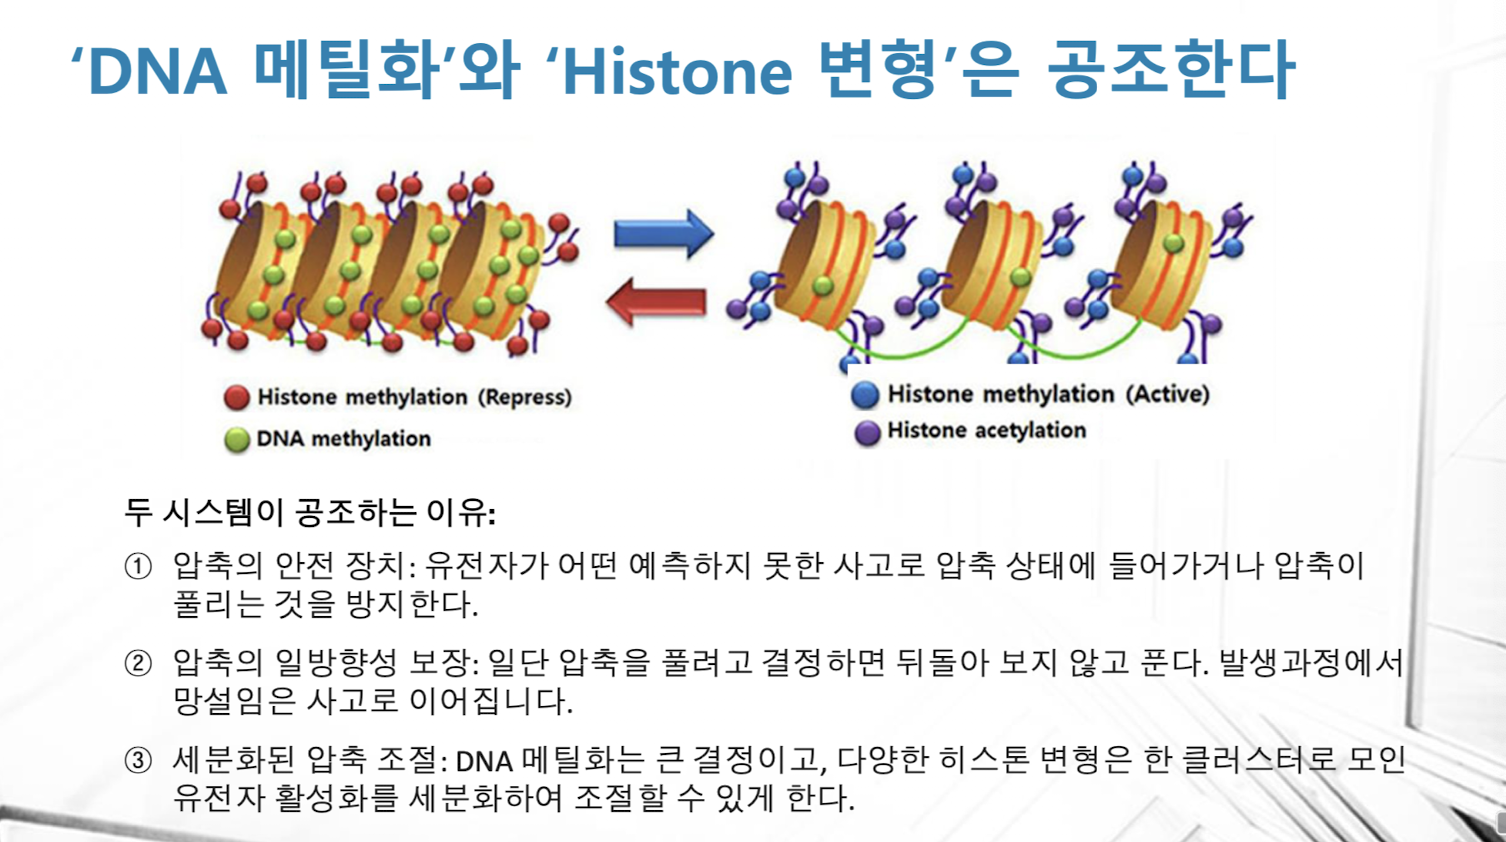 ‘DNA 메틸화’와 ‘Histone 변형’은 공조한다
Histone methylation (Repress)
DNA methylation
Histone methylation (Active)
Histone acetylation
두 시스템이 공조하는 이유:
① 압축의 안전 장치: 유전자가 어떤 예측하지 못한 사고로 압축 상태에 들어가거나 압축이
풀리는 것을 방지한다.
② 압축의 일방향성 보장: 일단 압축을 풀려고 결정하면 뒤돌아 보지 않고 푼다. 발생과정에서
망설임은 사고로 이어집니다.
③ 세분화된 압축 조절: DNA 메틸화는 큰 결정이고, 다양한 히스톤 변형은 한 클러스터로 모인
유전자 활성화를 세분화하여 조절할 수 있게 한다.